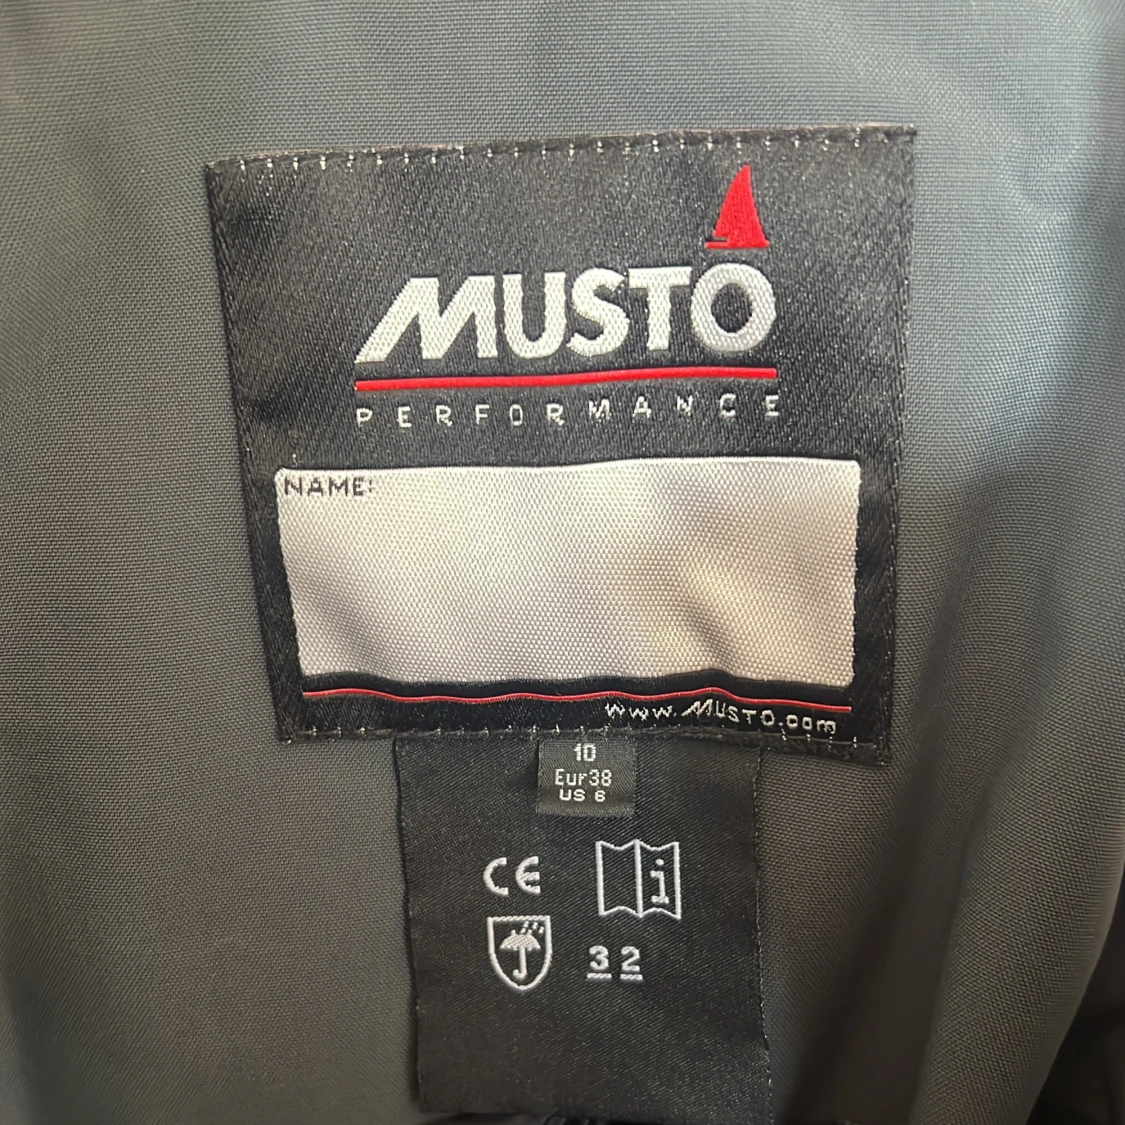 MUSTO
PERFORMANCE
NAME:
www.MUSTO.com
10
Eur38
US 6
CE
i
3 2